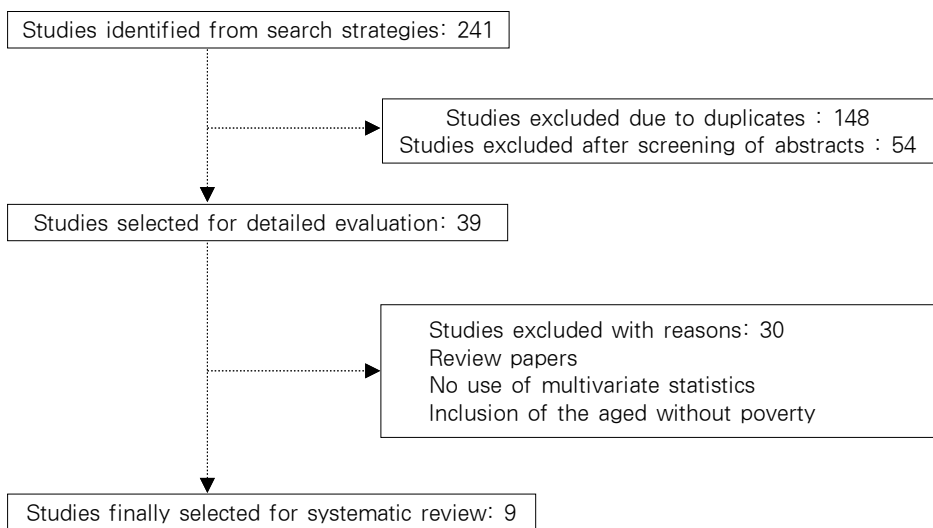 Studies identified from search strategies: 241
Studies excluded due to duplicates : 148
Studies excluded after screening of abstracts : 54
Studies selected for detailed evaluation: 39
Studies excluded with reasons: 30
Review papers
No use of multivariate statistics
Inclusion of the aged without poverty
Studies finally selected for systematic review: 9